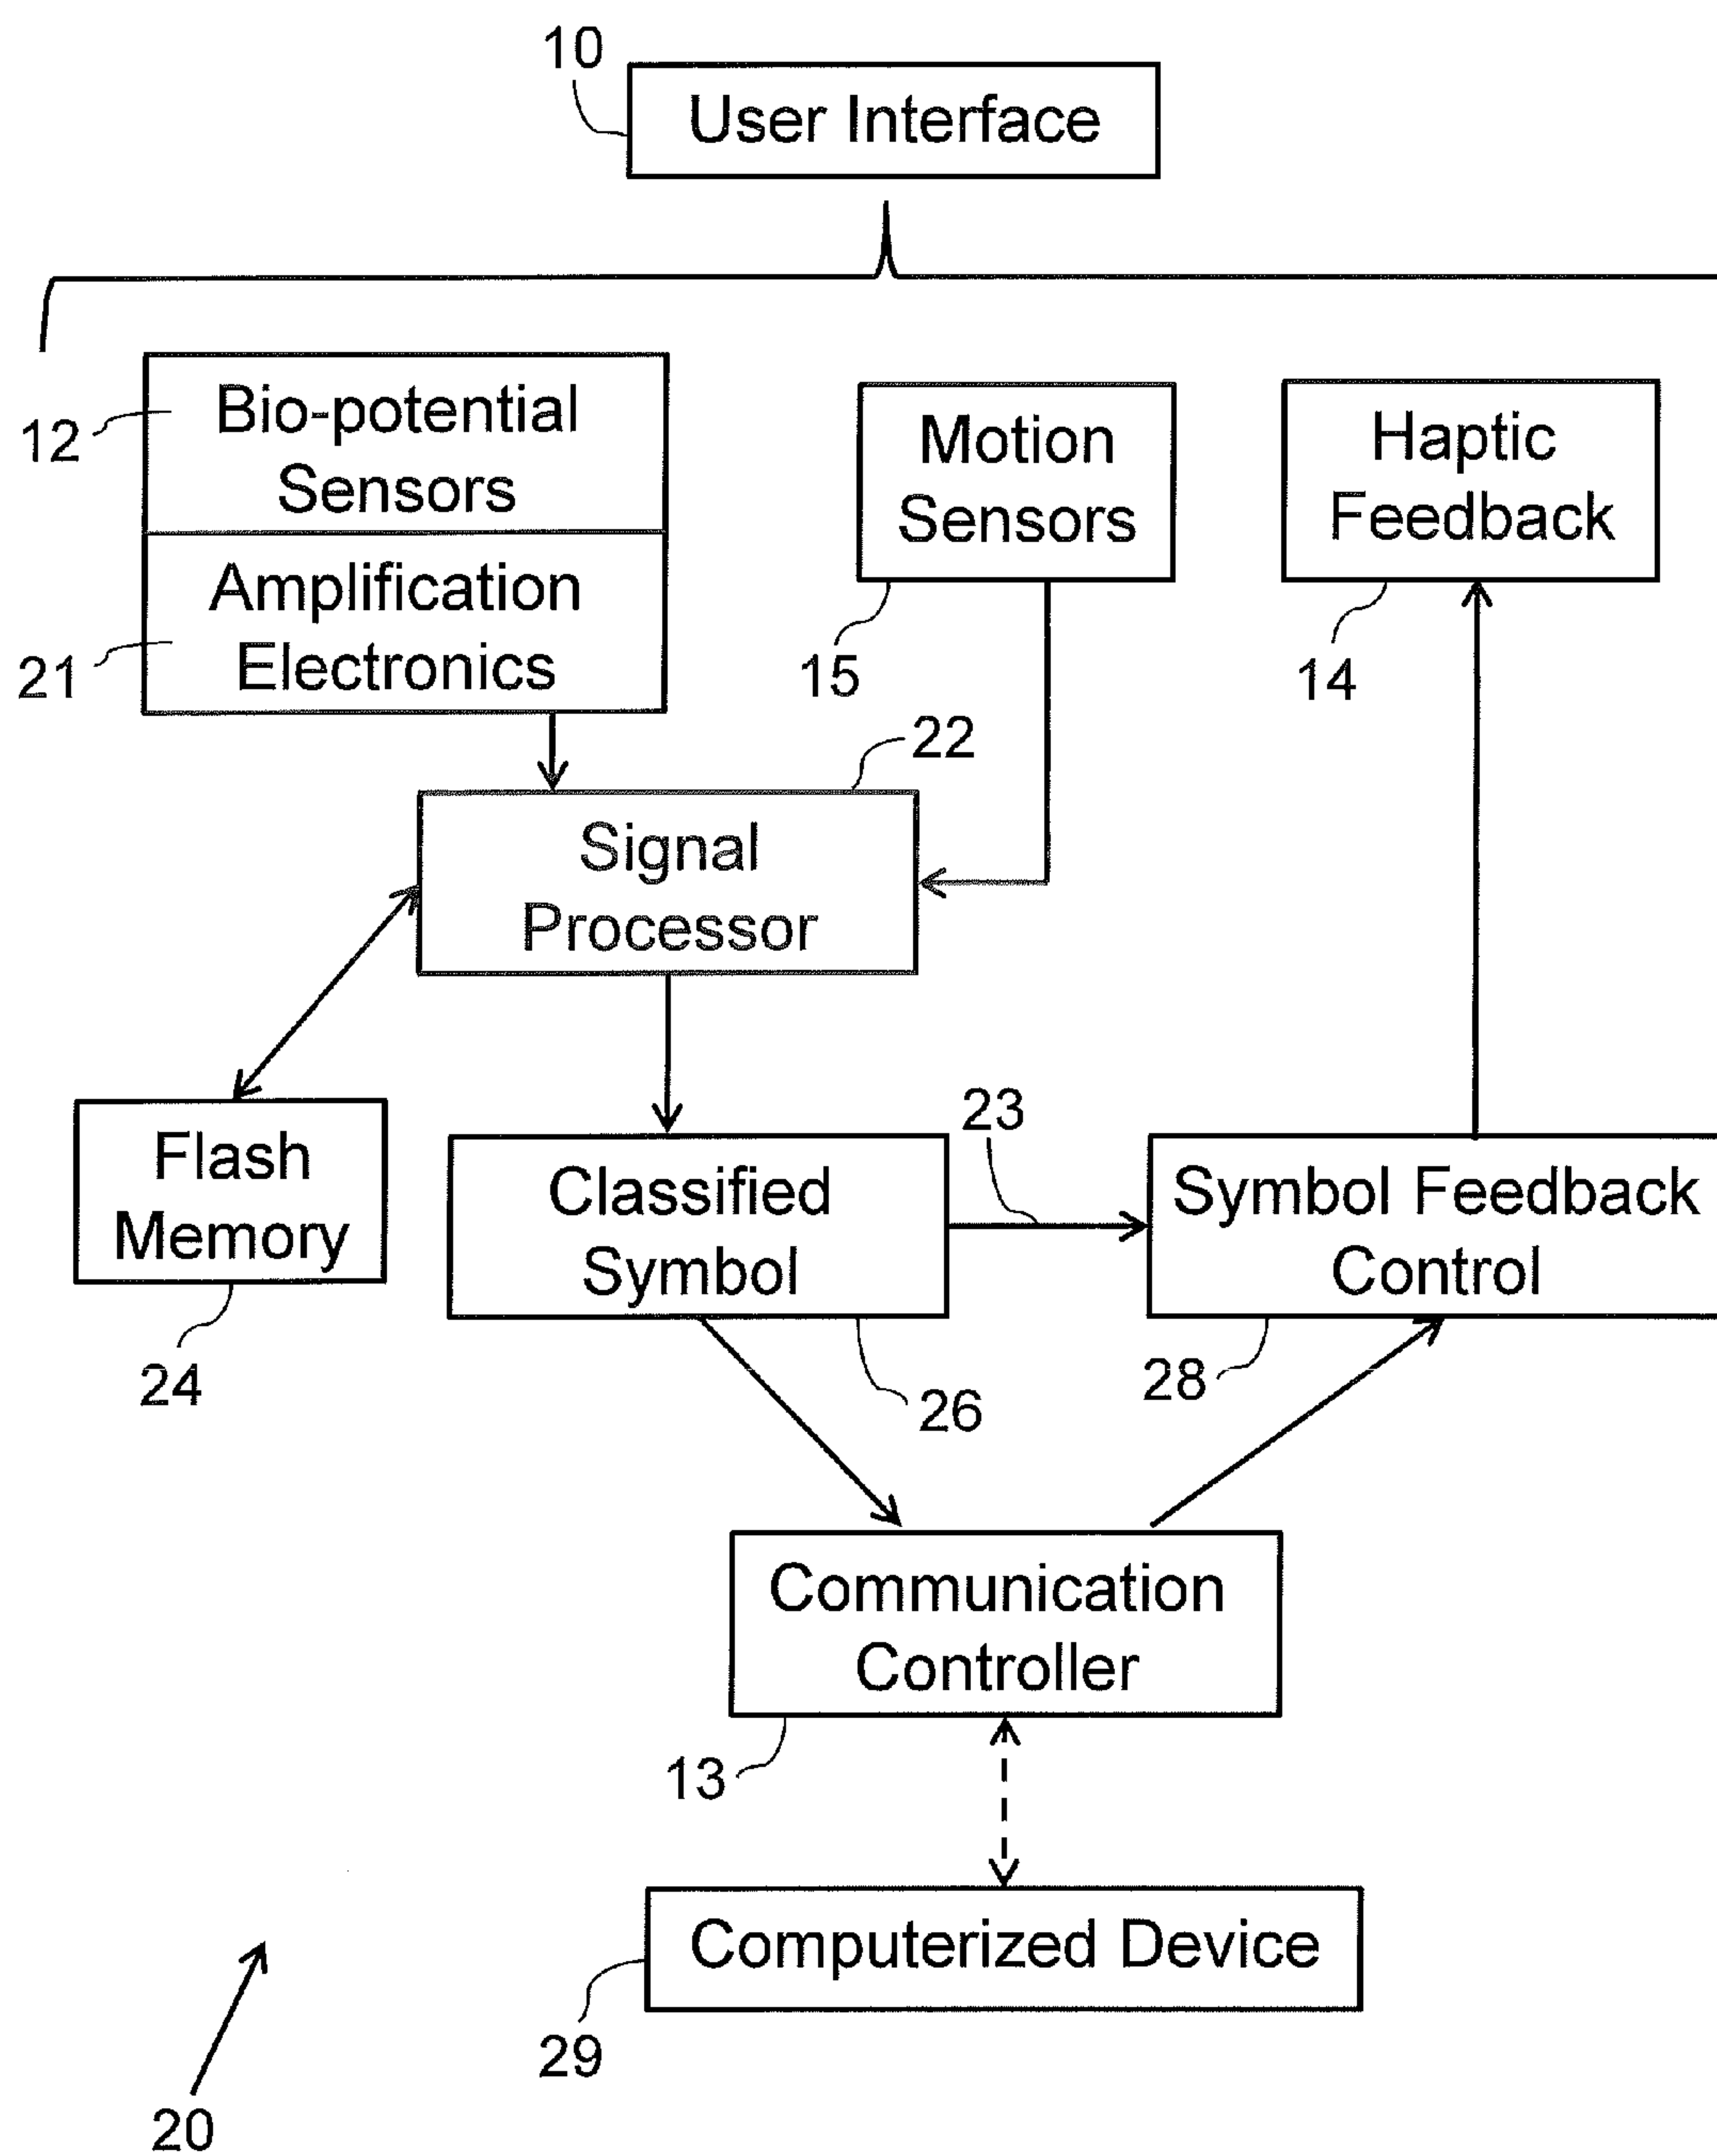 10
User Interface
12
Bio-potential
Sensors
Motion
Sensors
Haptic
Feedback
21
Amplification
Electronics
15
14
22
Signal
Processor
23
Flash
Memory
Classified
Symbol
Symbol Feedback
Control
24
26
28
Communication
Controller
13
Computerized Device
29
20